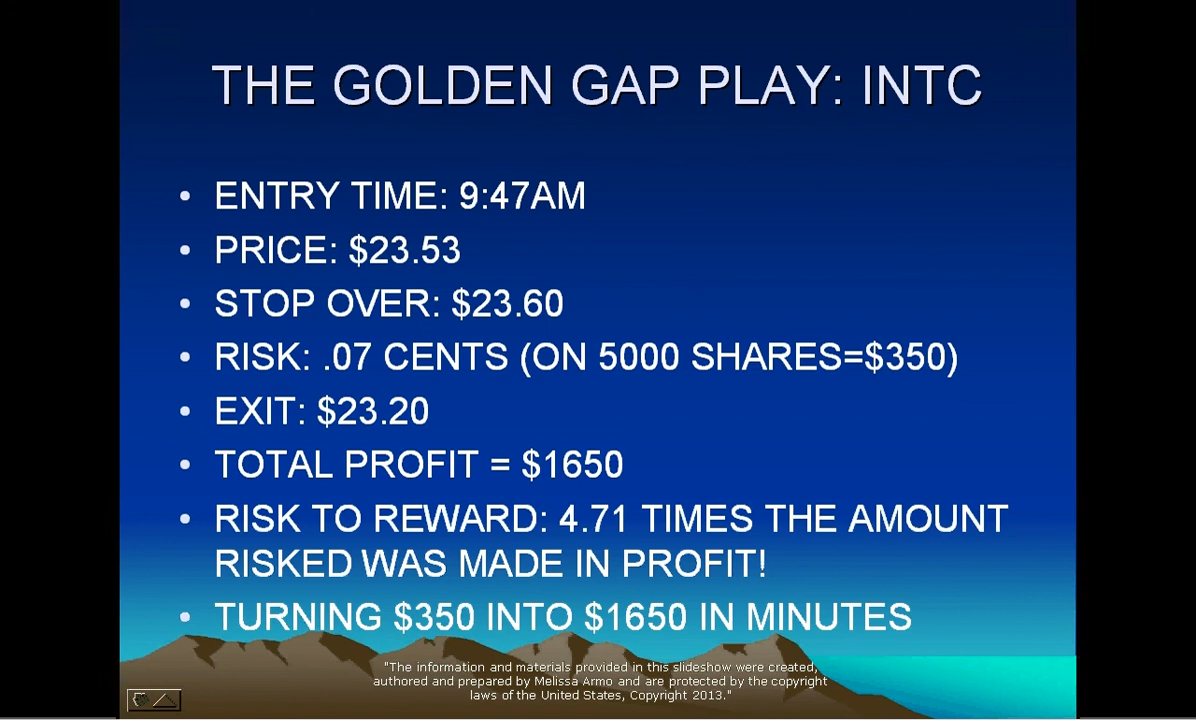 THE GOLDEN GAP PLAY: INTC
• ENTRY TIME: 9:47AM
• PRICE: $23.53
• STOP OVER: $23.60
• RISK: .07 CENTS (ON 5000 SHARES=$350)
• EXIT: $23.20
• TOTAL PROFIT = $1650
• RISK TO REWARD: 4.71 TIMES THE AMOUNT
RISKED WAS MADE IN PROFIT!
• TURNING $350 INTO $1650 IN MINUTES
"The information and materials provided in this slideshow were created,
authored and prepared by Melissa Armo and are protected by the copyright
laws of the United States, Copyright 2013."